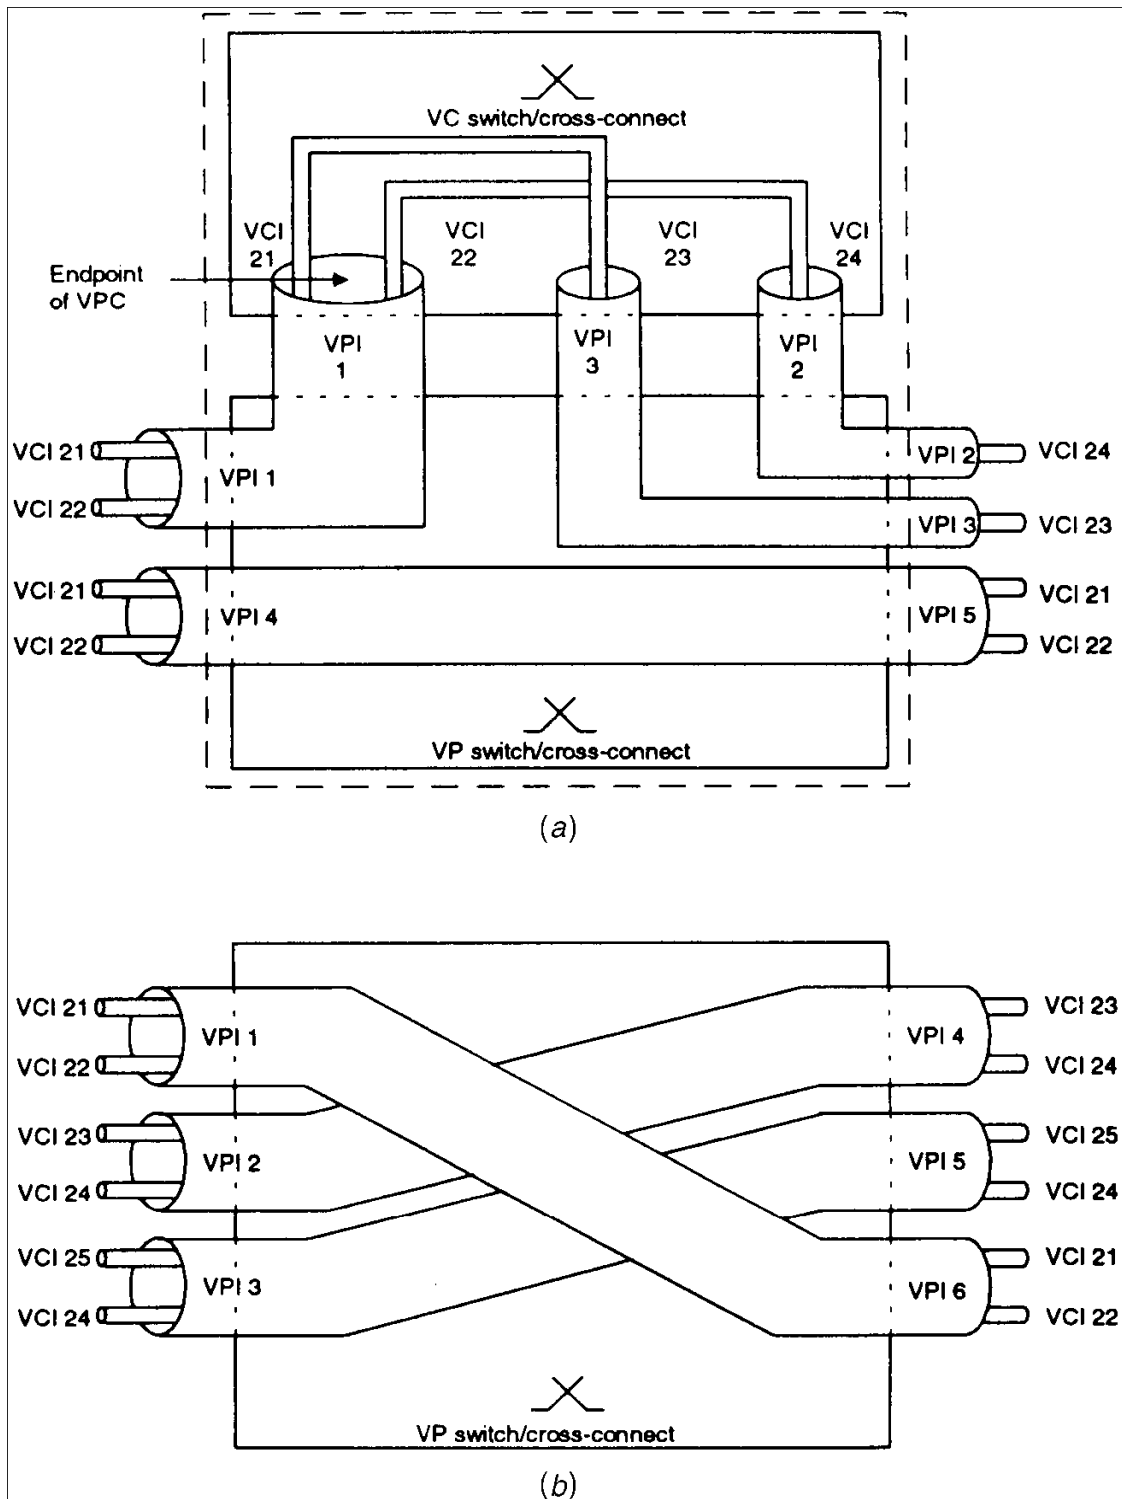 VC switch/cross-connect
VCI
21
VCI
22
VCI
23
VCI
24
Endpoint
of VPC
VPI
1
VPI
3
VPI
2
VCI 21
VCI 22
VPI 1
VPI 2
VCI 24
VPI 3
VCI 23
VCI 21
VCI 22
VPI 4
VPI 5
VCI 21
VCI 22
VP switch/cross-connect
(a)
VCI 21
VCI 22
VPI 1
VPI 4
VCI 23
VCI 24
VCI 23
VCI 24
VPI 2
VPI 5
VCI 25
VCI 24
VCI 25
VCI 24
VPI 3
VPI 6
VCI 21
VCI 22
VP switch/cross-connect
(b)